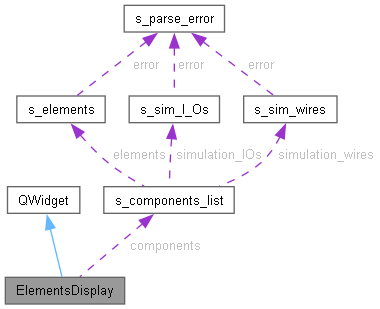 s_parse_error
error
error
error
s_elements
s_sim_I_Os
s_sim_wires
elements
simulation_IOs
simulation_wires
QWidget
s_components_list
components
ElementsDisplay